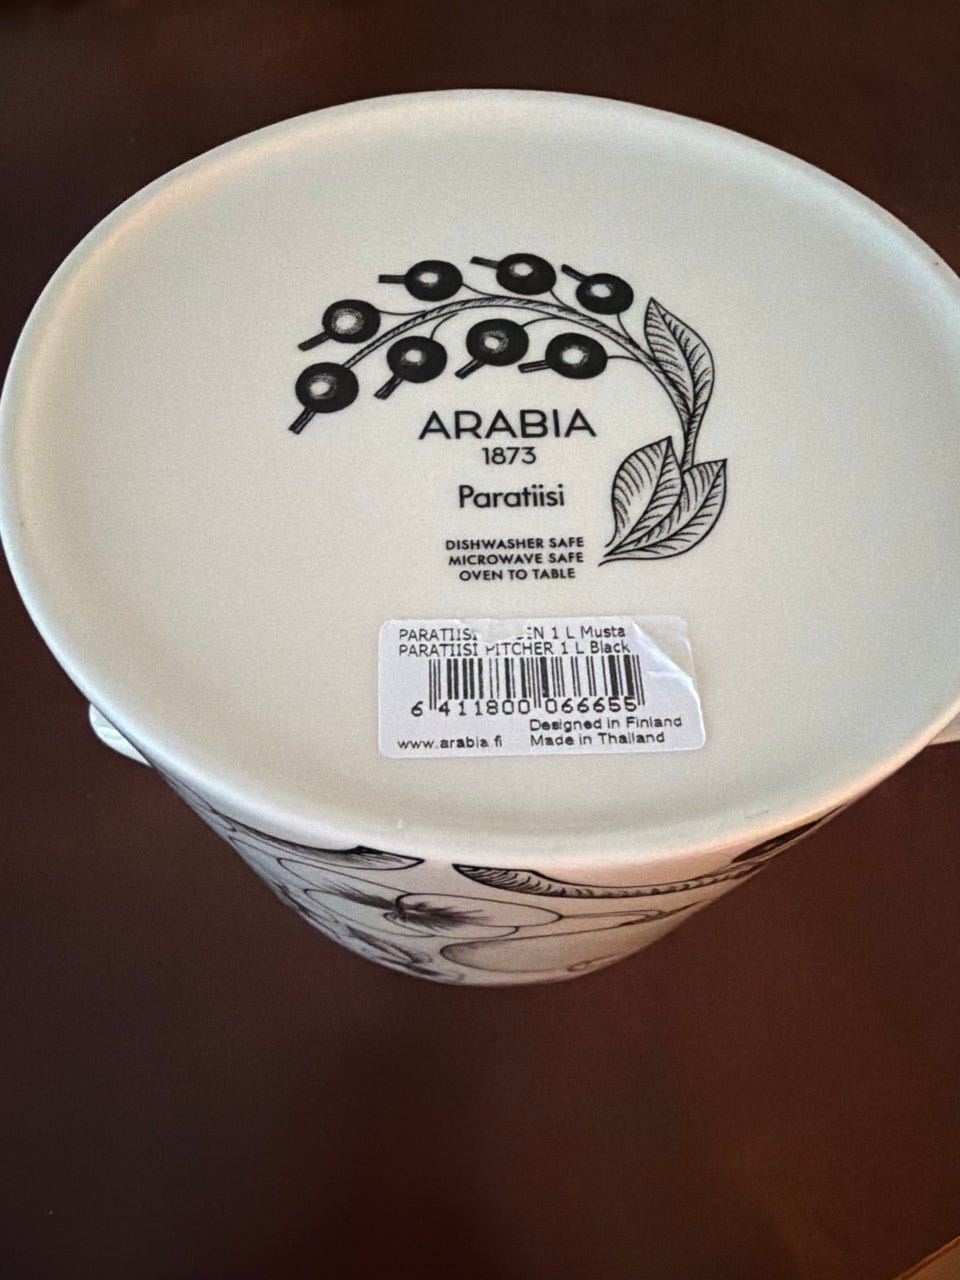 ARABIA
1873
Paratiisi
DISHWASHER SAFE
MICROWAVE SAFE
OVEN TO TABLE
PARATIISI 1 L Musta
PARATIISI PITCHER 1 L Black
6 411800 066655
Designed in Finland
www.arabia.fi Made in Thailand